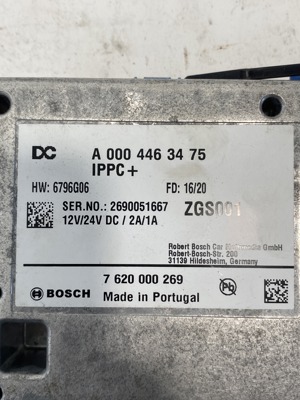 DC A 000 446 34 75
IPPC+
HW: 6796G06 FD: 16/20
SER.NO.: 2690051667 ZGS001
12V/24V DC / 2A/1A
Robert Bosch Car GmbH
Robert-Bosch-Str. 200
31139 Hildesheim, Germany
7 620 000 269
BOSCH Made in Portugal
Pb